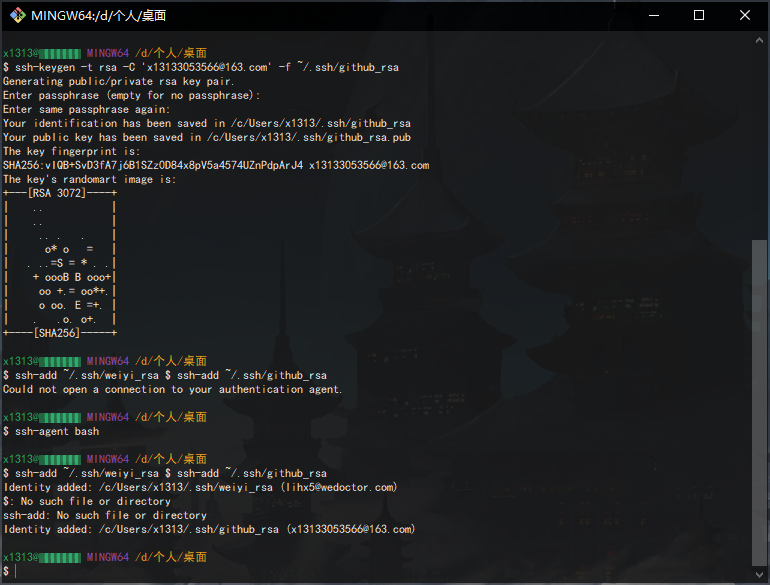 MINGW64:/d/个人/桌面
x1313@ MINGW64 /d/个人/桌面
$ ssh-keygen -t rsa -C 'x13133053566@163.com' -f ~/.ssh/github_rsa
Generating public/private rsa key pair.
Enter passphrase (empty for no passphrase):
Enter same passphrase again:
Your identification has been saved in /c/Users/x1313/.ssh/github_rsa
Your public key has been saved in /c/Users/x1313/.ssh/github_rsa.pub
The key fingerprint is:
SHA256:vIQB+SvD3fA7j6B1SZzOD84x8pV5a4574UZnPdpArJ4 x13133053566@163.com
The key's randomart image is:
+---[RSA 3072]----+
|    ..           |
|    ..           |
|     .. .   .    |
|      o* o   =   |
|   . ..=S = * . .|
|    + oooB B ooo+|
|     oo +.= oo*+.|
|     o oo. E =+. |
|    .   .o. o+.  |
+----[SHA256]-----+
x1313@ MINGW64 /d/个人/桌面
$ ssh-add ~/.ssh/weiyi_rsa $ ssh-add ~/.ssh/github_rsa
Could not open a connection to your authentication agent.
x1313@ MINGW64 /d/个人/桌面
$ ssh-agent bash
x1313@ MINGW64 /d/个人/桌面
$ ssh-add ~/.ssh/weiyi_rsa $ ssh-add ~/.ssh/github_rsa
Identity added: /c/Users/x1313/.ssh/weiyi_rsa (lihx5@wedoctor.com)
$: No such file or directory
ssh-add: No such file or directory
Identity added: /c/Users/x1313/.ssh/github_rsa (x13133053566@163.com)
x1313@ MINGW64 /d/个人/桌面
$